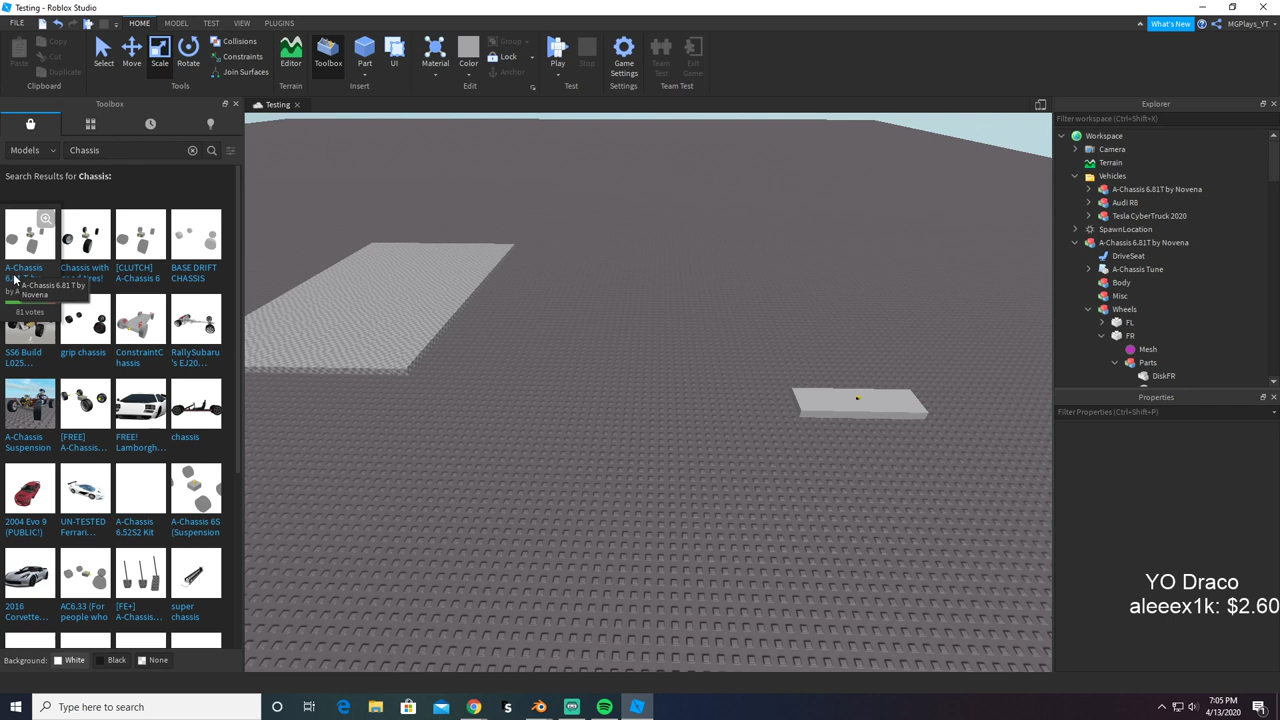 Testing - Roblox Studio
FILE
HOME
MODEL
TEST
VIEW
PLUGINS
What's New
MGPlays_YT
Paste
Copy
Cut
Duplicate
Clipboard
Select
Move
Scale
Rotate
Collisions
Constraints
Join Surfaces
Tools
Editor
Terrain
Toolbox
Part
UI
Insert
Material
Color
Group
Lock
Anchor
Edit
Play
Stop
Test
Game Settings
Settings
Team Test
Exit Game
Team Test
Toolbox
Testing
Explorer
Filter workspace (Ctrl+Shift+X)
Models
Chassis
Search Results for Chassis:
A-Chassis
Chassis with
[CLUTCH] A-Chassis 6
BASE DRIFT CHASSIS
A-Chassis 6.81 T by Novena
81 votes
SS6 Build L025...
grip chassis
ConstraintC hassis
RallySubaru 's EJ20...
A-Chassis Suspension
[FREE] A-Chassis...
FREE! Lamborgh...
chassis
2004 Evo 9 (PUBLIC!)
UN-TESTED Ferrari...
A-Chassis 6.52S2 Kit
A-Chassis 6S (Suspension
2016 Corvette...
AC6.33 (For people who
[FE+] A-Chassis...
super chassis
Background:
White
Black
None
Workspace
Camera
Terrain
Vehicles
A-Chassis 6.81T by Novena
Audi R8
Tesla CyberTruck 2020
SpawnLocation
A-Chassis 6.81T by Novena
DriveSeat
A-Chassis Tune
Body
Misc
Wheels
FL
FR
Mesh
Parts
DiskFR
Properties
Filter Properties (Ctrl+Shift+P)
YO Draco
aleeex1k: $2.60
Type here to search
7:05 PM
4/13/2020